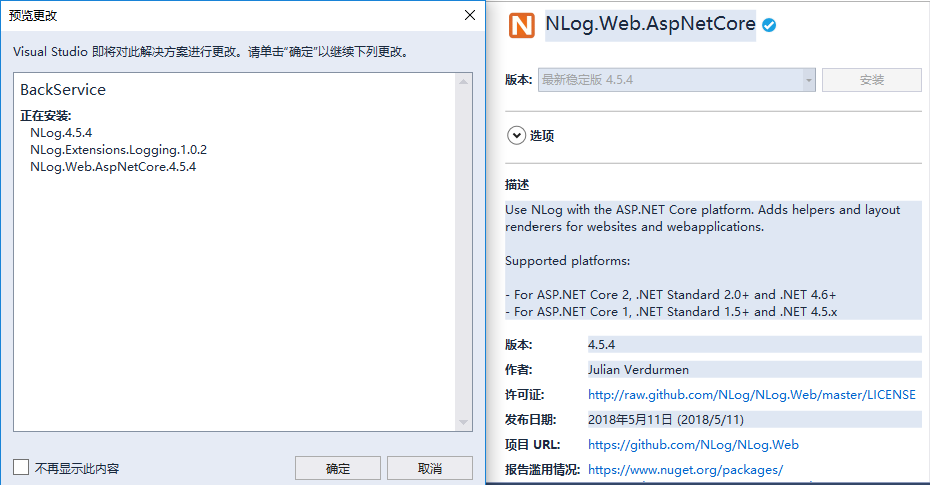 预览更改
Visual Studio 即将对此解决方案进行更改。请单击“确定”以继续下列更改。
BackService
正在安装:
NLog.4.5.4
NLog.Extensions.Logging.1.0.2
NLog.Web.AspNetCore.4.5.4
不再显示此内容
确定
取消
NLog.Web.AspNetCore
版本:
最新稳定版 4.5.4
安装
选项
描述
Use NLog with the ASP.NET Core platform. Adds helpers and layout
renderers for websites and webapplications.
Supported platforms:
- For ASP.NET Core 2, .NET Standard 2.0+ and .NET 4.6+
- For ASP.NET Core 1, .NET Standard 1.5+ and .NET 4.5.x
版本: 4.5.4
作者: Julian Verdurmen
许可证: http://raw.github.com/NLog/NLog.Web/master/LICENSE
发布日期: 2018年5月11日 (2018/5/11)
项目 URL: https://github.com/NLog/NLog.Web
报告滥用情况: https://www.nuget.org/packages/